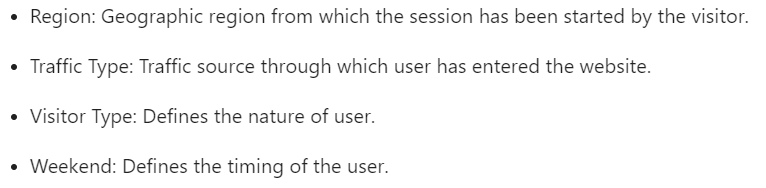 • Region: Geographic region from which the session has been started by the visitor.
• Traffic Type: Traffic source through which user has entered the website.
• Visitor Type: Defines the nature of user.
• Weekend: Defines the timing of the user.